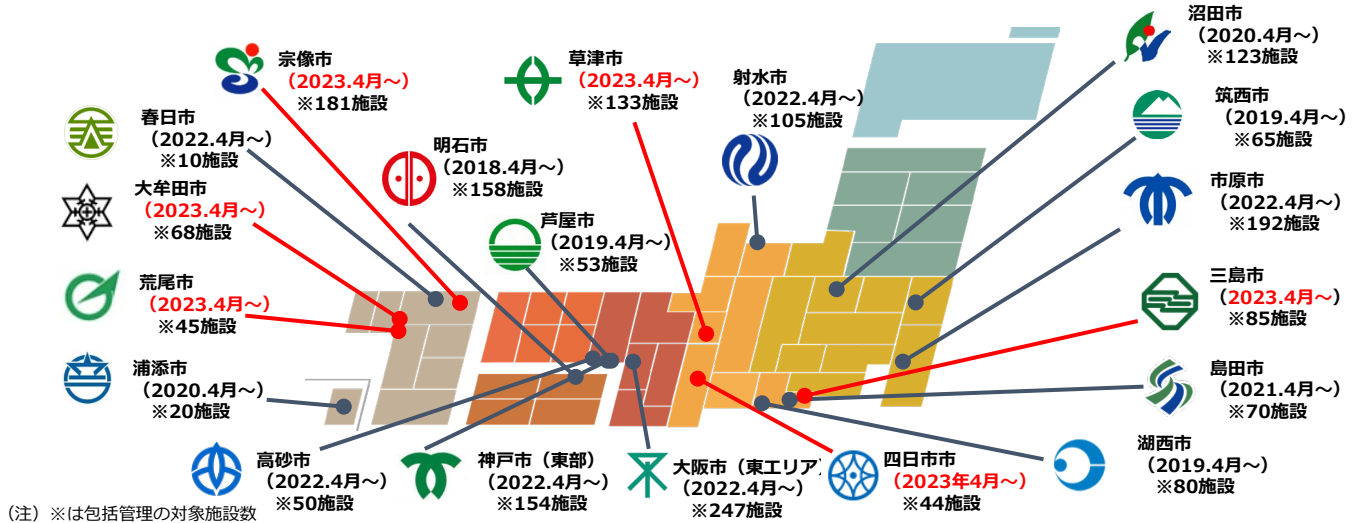 宗像市
（2023.4月～）
※181施設
草津市
（2023.4月～）
※133施設
射水市
（2022.4月～）
※105施設
沼田市
（2020.4月～）
※123施設
春日市
（2022.4月～）
※10施設
明石市
（2018.4月～）
※158施設
筑西市
（2019.4月～）
※65施設
大牟田市
（2023.4月～）
※68施設
芦屋市
（2019.4月～）
※53施設
市原市
（2022.4月～）
※192施設
荒尾市
（2023.4月～）
※45施設
三島市
（2023.4月～）
※85施設
浦添市
（2020.4月～）
※20施設
島田市
（2021.4月～）
※70施設
高砂市
（2022.4月～）
※50施設
神戸市（東部）
（2022.4月～）
※154施設
大阪市（東エリア）
（2022.4月～）
※247施設
四日市市
（2023年4月～）
※44施設
湖西市
（2019.4月～）
※80施設
（注）※は包括管理の対象施設数